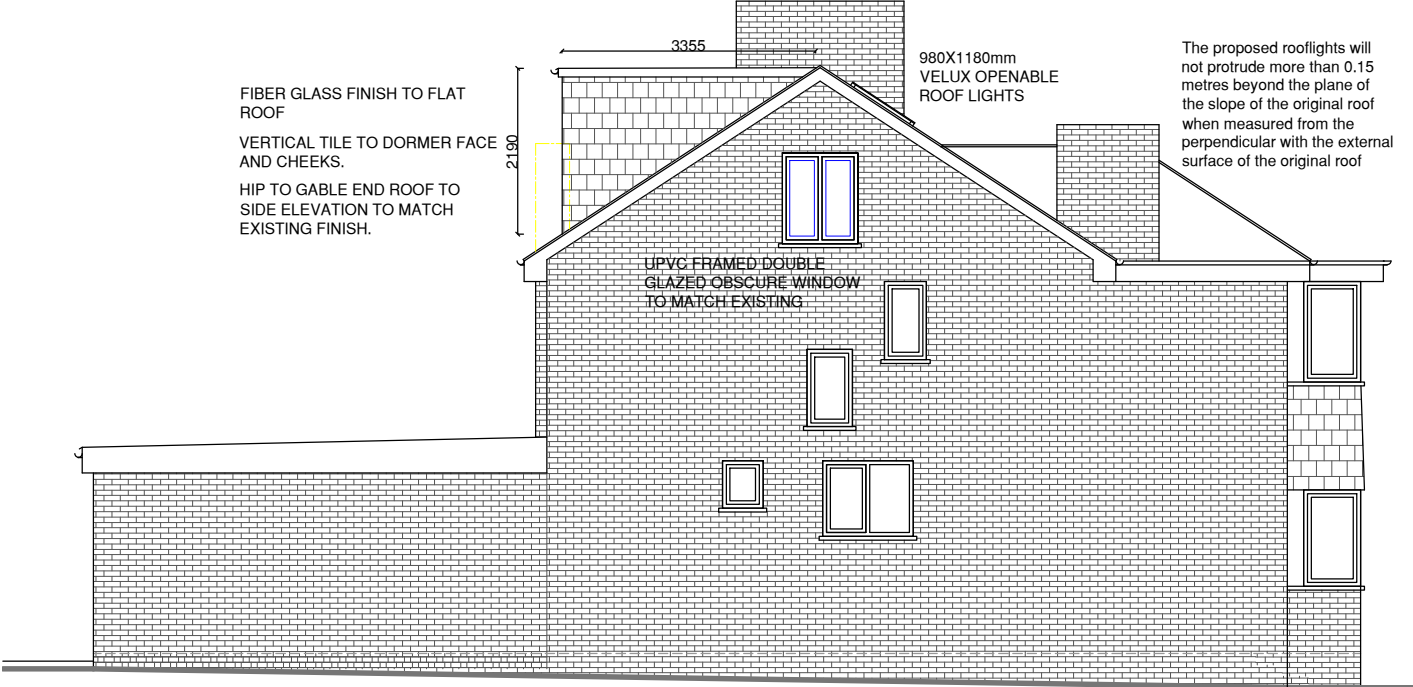 3355
980X1180mm
VELUX OPENABLE
ROOF LIGHTS
The proposed rooflights will
not protrude more than 0.15
metres beyond the plane of
the slope of the original roof
when measured from the
perpendicular with the external
surface of the original roof
FIBER GLASS FINISH TO FLAT
ROOF
VERTICAL TILE TO DORMER FACE
AND CHEEKS.
HIP TO GABLE END ROOF TO
SIDE ELEVATION TO MATCH
EXISTING FINISH.
2190
UPVC FRAMED DOUBLE
GLAZED OBSCURE WINDOW
TO MATCH EXISTING